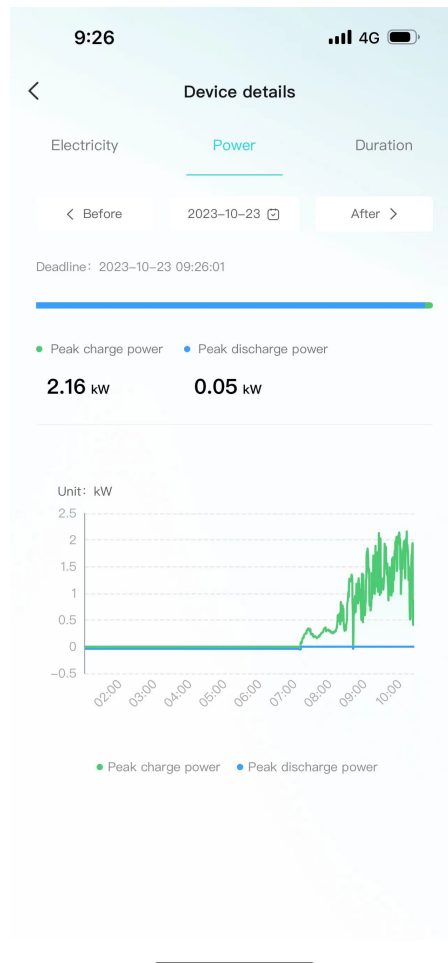 9:26 4G
Device details
Electricity Power Duration
Before 2023-10-23 After
Deadline: 2023-10-23 09:26:01
Peak charge power Peak discharge power
2.16 kW 0.05 kW
Unit: kW
2.5
2
1.5
1
0.5
0
-0.5
02:00 03:00 04:00 05:00 06:00 07:00 08:00 09:00 10:00
Peak charge power Peak discharge power